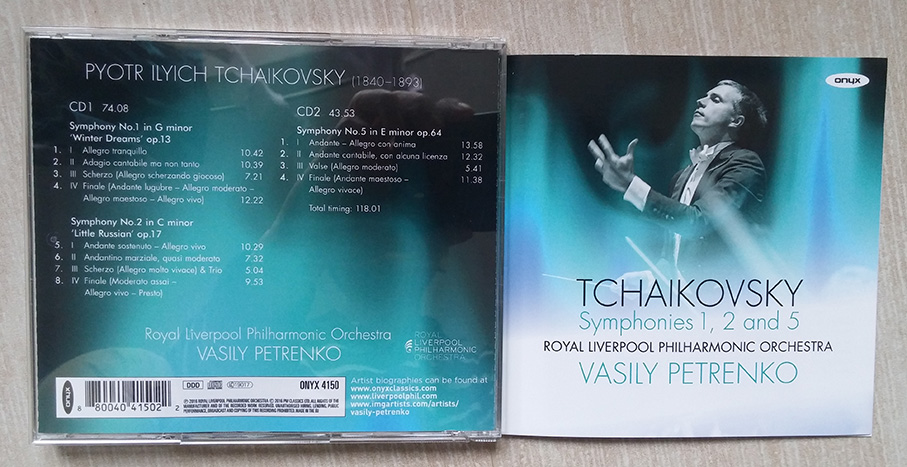 PYOTR ILYICH TCHAIKOVSKY (1840–1893)
CD1 74.08
Symphony No.1 in G minor
'Winter Dreams' op.13
1. I Allegro tranquillo 10.42
2. II Adagio cantabile ma non tanto 10.39
3. III Scherzo (Allegro scherzando giocoso) 7.21
4. IV Finale (Andante lugubre – Allegro moderato –
Allegro maestoso – Allegro vivo) 12.22
Symphony No.2 in C minor
'Little Russian' op.17
5. I Andante sostenuto – Allegro vivo 10.29
6. II Andantino marziale, quasi moderato 7.32
7. III Scherzo (Allegro molto vivace) & Trio 5.04
8. IV Finale (Moderato assai –
Allegro vivo – Presto) 9.53
CD2 43.53
Symphony No.5 in E minor op.64
1. I Andante – Allegro con anima 13.58
2. II Andante cantabile, con alcuna licenza 12.32
3. III Valse (Allegro moderato) 5.41
4. IV Finale (Andante maestoso –
Allegro vivace) 11.38
Total timing: 118.01
Royal Liverpool Philharmonic Orchestra
VASILY PETRENKO
ROYAL
LIVERPOOL
PHILHARMONIC
ORCHESTRA
onyx
8 80040 41502 2
DDD
19017
ONYX 4150
Artist biographies can be found at
www.onyxclassics.com
www.liverpoolphil.com
www.imgartists.com/artists/
vasily-petrenko
onyx
TCHAIKOVSKY
Symphonies 1, 2 and 5
ROYAL LIVERPOOL PHILHARMONIC ORCHESTRA
VASILY PETRENKO